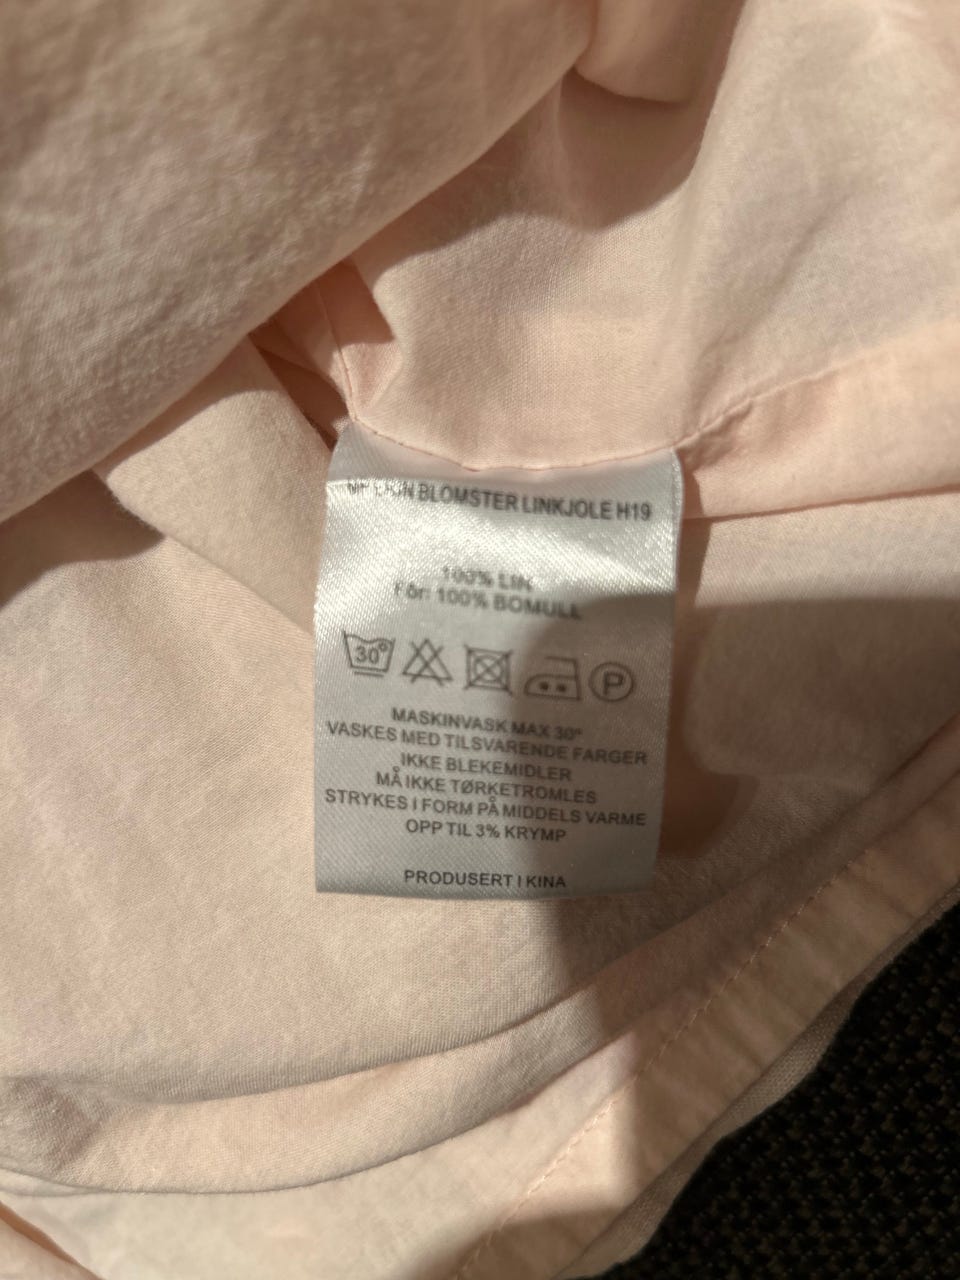 BLOMSTER LINKJOLE H19
100% LIN
Fôr: 100% BOMULL
30°
P
MASKINVASK MAX 30°
VASKES MED TILSVARENDE FARGER
IKKE BLEKEMIDLER
MÅ IKKE TØRKETROMLES
STRYKES I FORM PÅ MIDDELS VARME
OPP TIL 3% KRYMP
PRODUSERT I KINA